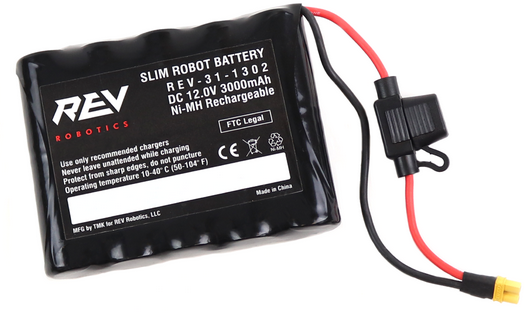 REV
ROBOTICS
SLIM ROBOT BATTERY
REV-31-1302
DC 12.0V 3000mAh
Ni-MH Rechargeable
FTC Legal
Use only recommended chargers
Never leave unattended while charging
Protect from sharp edges, do not puncture
Operating temperature 10-40° C (50-104° F)
CE
Ni-MH
Made in China
MFG by TMK for REV Robotics, LLC